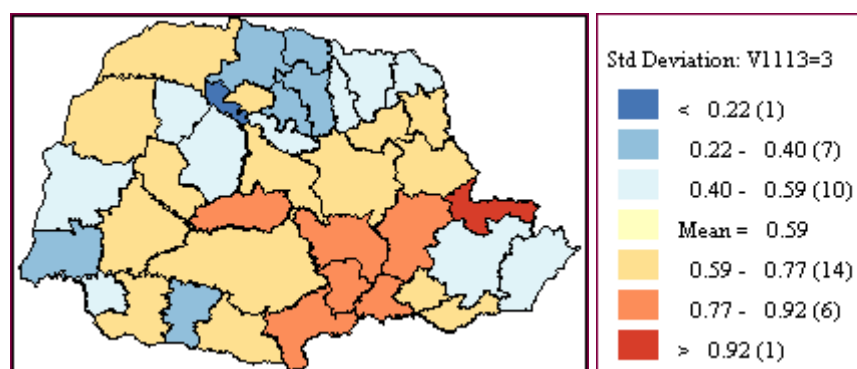 Std Deviation: V1113=3
< 0.22 (1)
0.22 - 0.40 (7)
0.40 - 0.59 (10)
Mean = 0.59
0.59 - 0.77 (14)
0.77 - 0.92 (6)
> 0.92 (1)